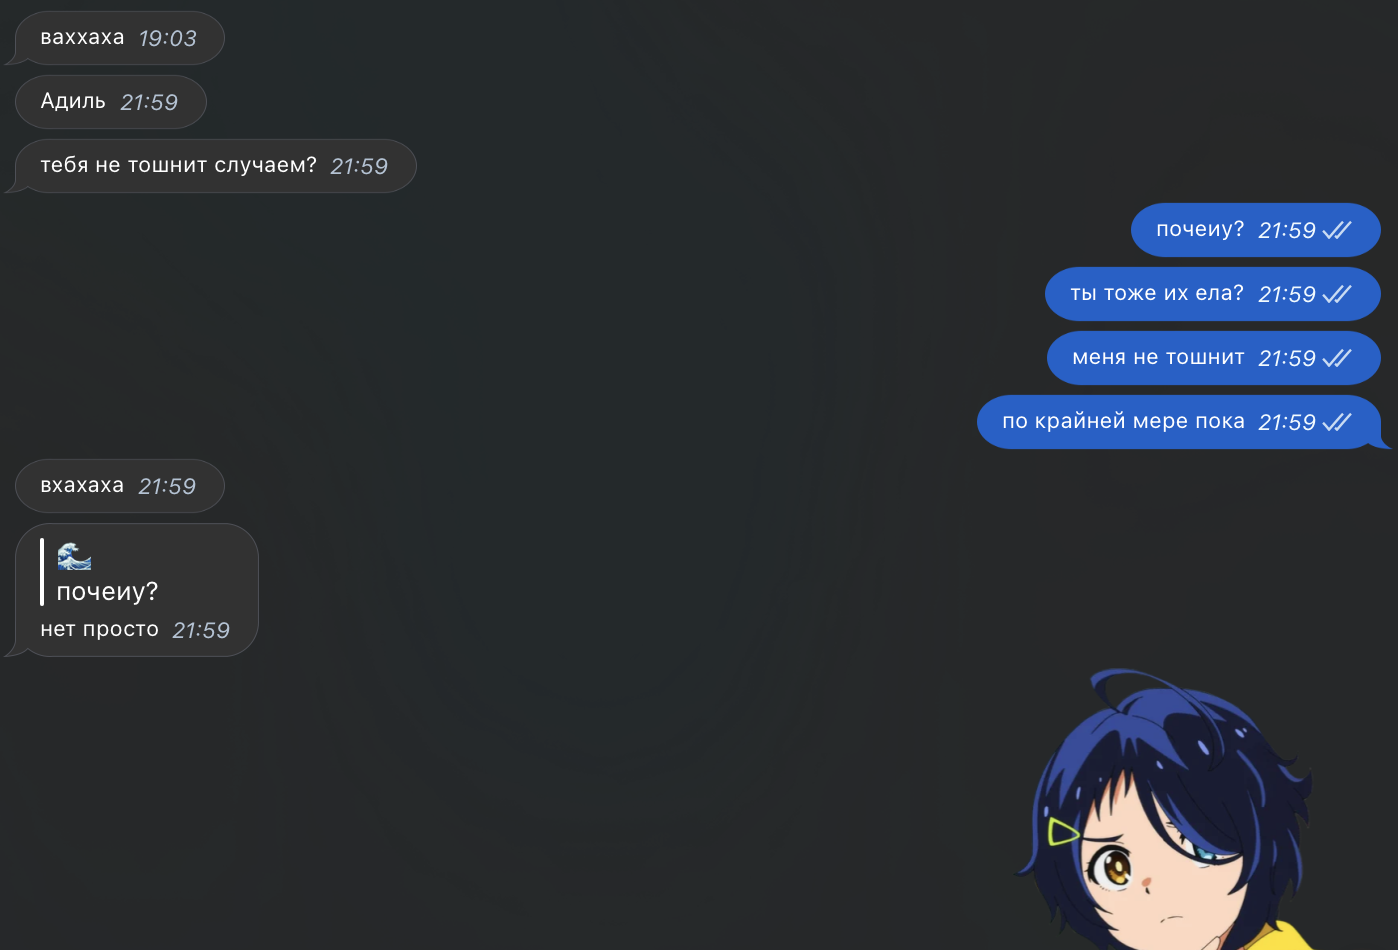 ваххаха 19:03
Адиль 21:59
тебя не тошнит случаем? 21:59
почеиу? 21:59
ты тоже их ела? 21:59
меня не тошнит 21:59
по крайней мере пока 21:59
вхахаха 21:59
🌊
почеиу?
нет просто 21:59